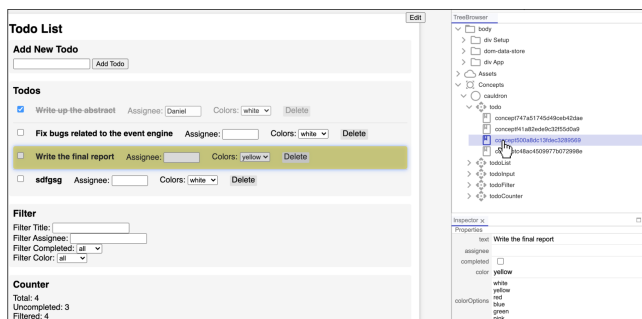 Edit
Todo List
Add New Todo
Add Todo
Todos
Write up the abstract Assignee: Daniel Colors: white Delete
Fix bugs related to the event engine Assignee: Colors: white Delete
Write the final report Assignee: Colors: yellow Delete
sdfgsg Assignee: Colors: white Delete
Filter
Filter Title:
Filter Assignee:
Filter Completed: all
Filter Color: all
Counter
Total: 4
Uncompleted: 3
Filtered: 4
TreeBrowser
body
div Setup
dom-data-store
div App
Assets
Concepts
cauldron
todo
concept747a51745d49ceb42dae
concept41a82ede9c32f55d0a9
concept500a8dc13fdec3289569
todoList
todoInput
todoFilter
todoCounter
Inspector ×
Properties
text Write the final report
assignee
completed
color yellow
colorOptions
white
yellow
red
blue
green
pink